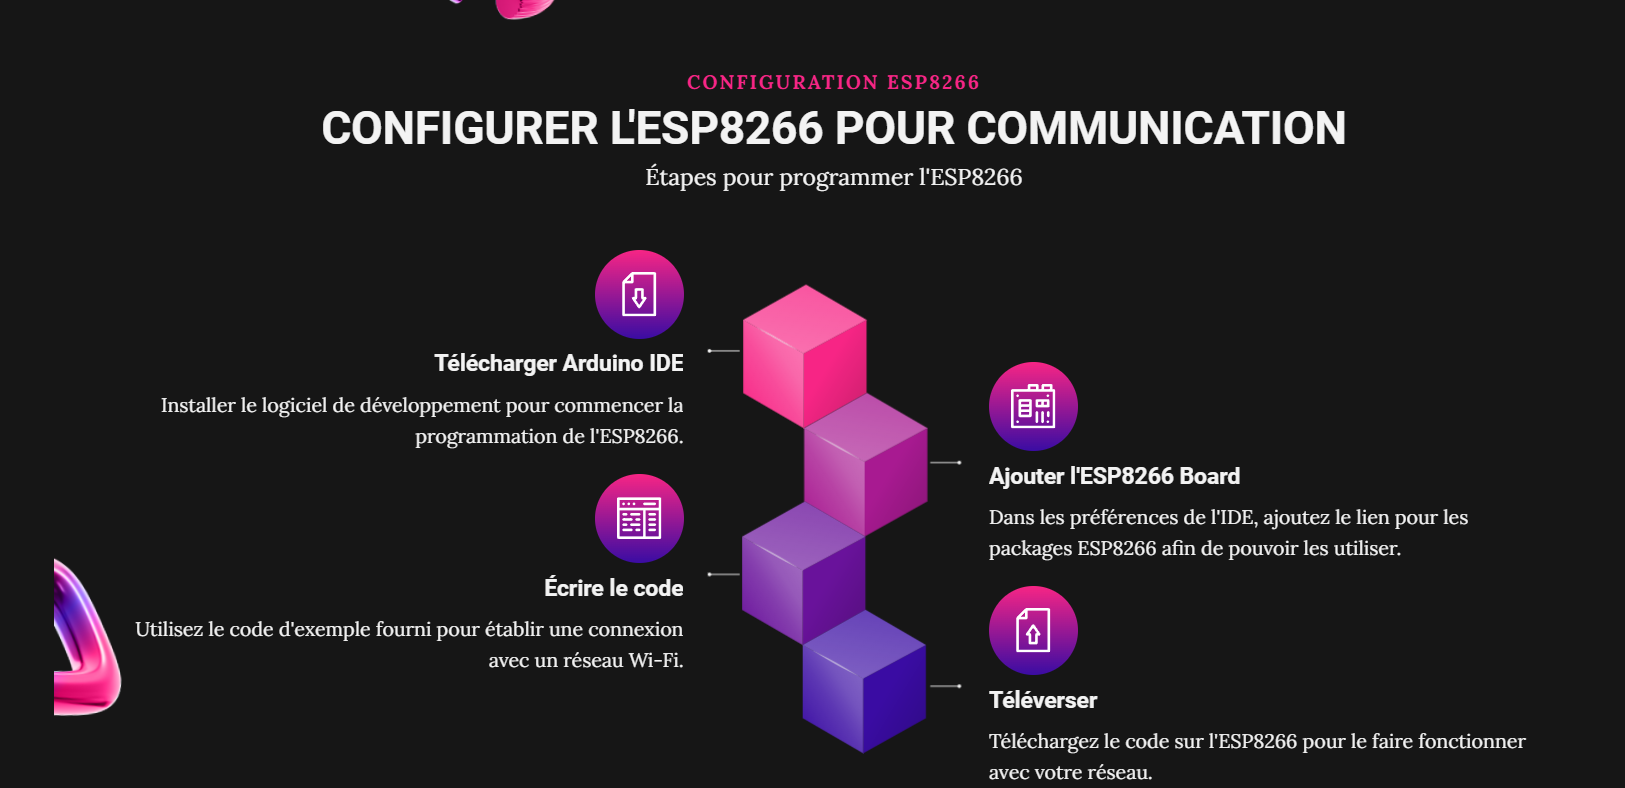 CONFIGURATION ESP8266
CONFIGURER L'ESP8266 POUR COMMUNICATION
Étapes pour programmer l'ESP8266
Télécharger Arduino IDE
Installer le logiciel de développement pour commencer la
programmation de l'ESP8266.
Ajouter l'ESP8266 Board
Dans les préférences de l'IDE, ajoutez le lien pour les
packages ESP8266 afin de pouvoir les utiliser.
Écrire le code
Utilisez le code d'exemple fourni pour établir une connexion
avec un réseau Wi-Fi.
Téléverser
Téléchargez le code sur l'ESP8266 pour le faire fonctionner
avec votre réseau.